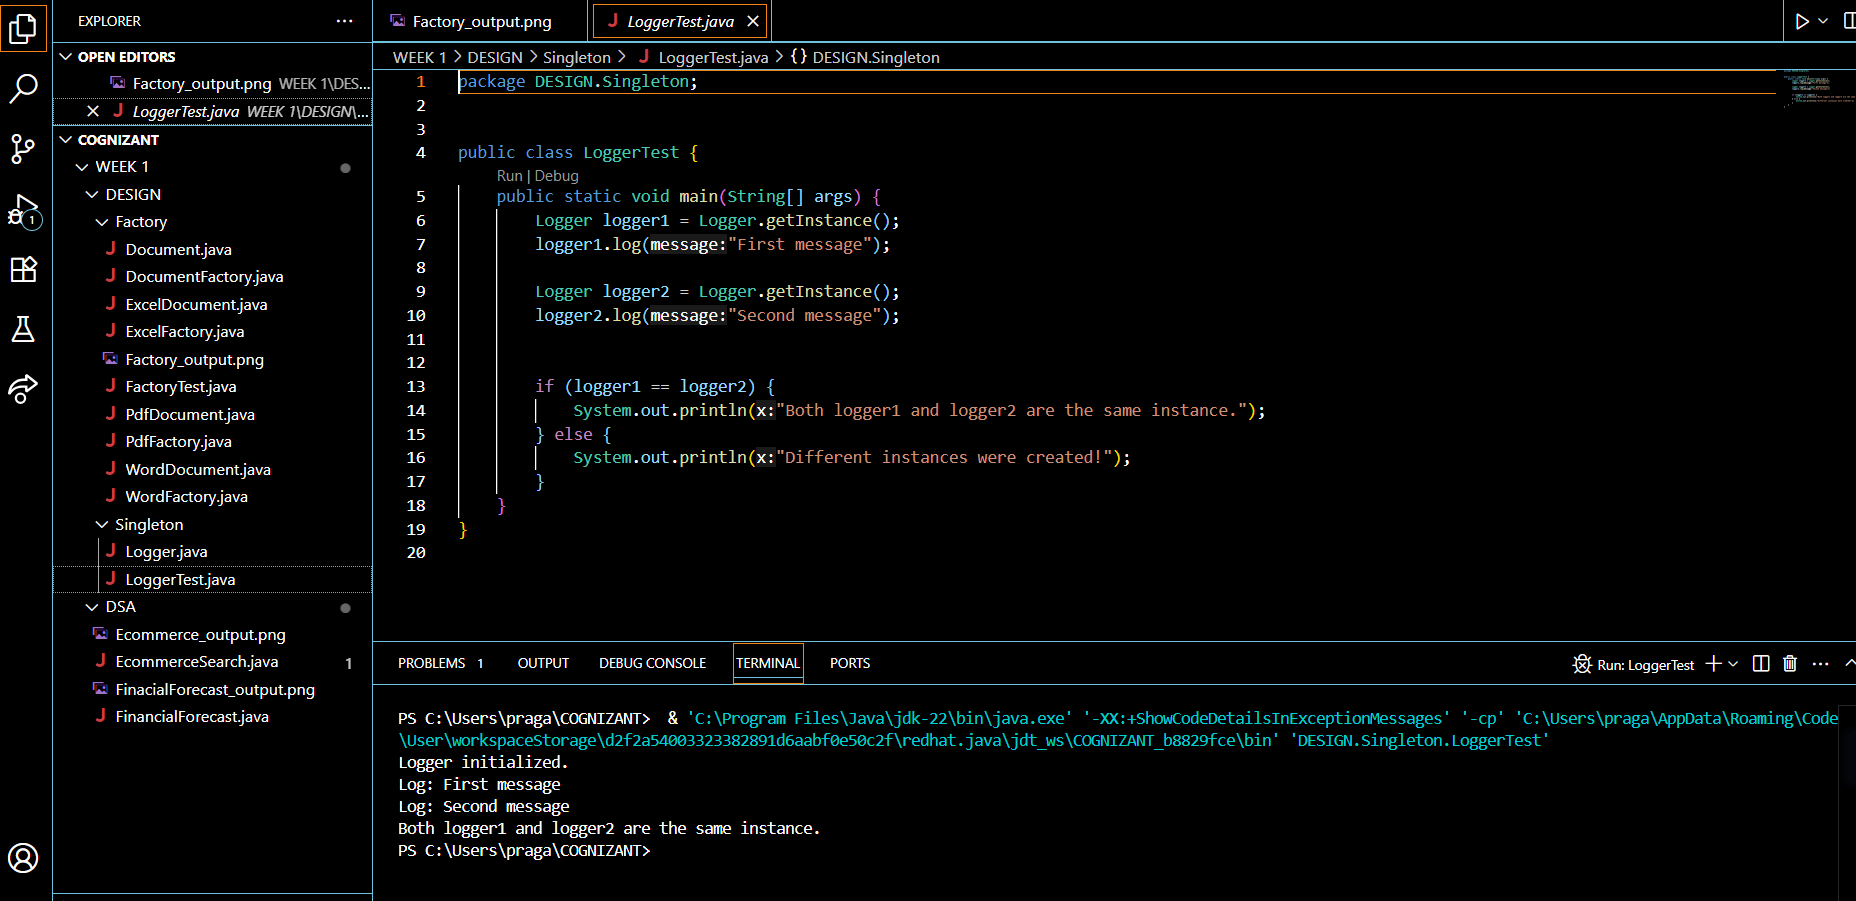 EXPLORER
OPEN EDITORS
Factory_output.png WEEK 1\DES...
LoggerTest.java WEEK 1\DESIGN\...
COGNIZANT
WEEK 1
DESIGN
Factory
Document.java
DocumentFactory.java
ExcelDocument.java
ExcelFactory.java
Factory_output.png
FactoryTest.java
PdfDocument.java
PdfFactory.java
WordDocument.java
WordFactory.java
Singleton
Logger.java
LoggerTest.java
DSA
Ecommerce_output.png
EcommerceSearch.java 1
FinacialForecast_output.png
FinancialForecast.java
1
Factory_output.png
LoggerTest.java
WEEK 1 > DESIGN > Singleton > LoggerTest.java > {} DESIGN.Singleton
1 package DESIGN.Singleton;
2
3
4 public class LoggerTest {
Run | Debug
5 public static void main(String[] args) {
6 Logger logger1 = Logger.getInstance();
7 logger1.log(message:"First message");
8
9 Logger logger2 = Logger.getInstance();
10 logger2.log(message:"Second message");
11
12
13 if (logger1 == logger2) {
14 System.out.println(x:"Both logger1 and logger2 are the same instance.");
15 } else {
16 System.out.println(x:"Different instances were created!");
17 }
18 }
19 }
20
PROBLEMS 1 OUTPUT DEBUG CONSOLE TERMINAL PORTS
Run: LoggerTest
PS C:\Users\praga\COGNIZANT> & 'C:\Program Files\Java\jdk-22\bin\java.exe' '-XX:+ShowCodeDetailsInExceptionMessages' '-cp' 'C:\Users\praga\AppData\Roaming\Code
\User\workspaceStorage\d2f2a54003323382891d6aabf0e50c2f\redhat.java\jdt_ws\COGNIZANT_b8829fce\bin' 'DESIGN.Singleton.LoggerTest'
Logger initialized.
Log: First message
Log: Second message
Both logger1 and logger2 are the same instance.
PS C:\Users\praga\COGNIZANT>